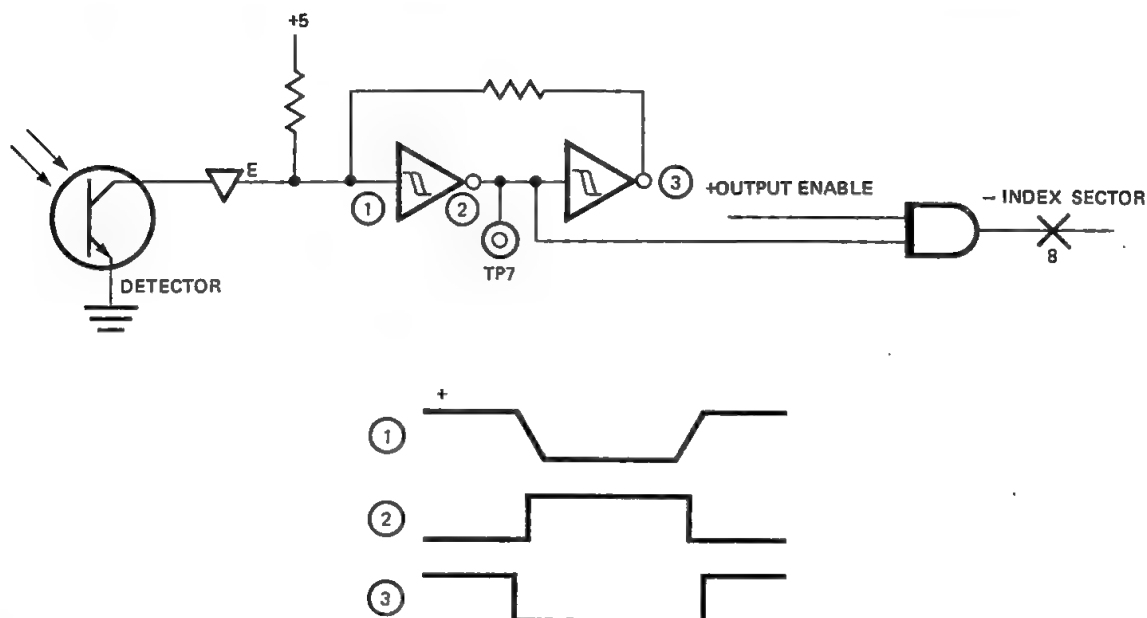 +5
E
1
2
3
TP7
DETECTOR
+OUTPUT ENABLE
– INDEX SECTOR
8
+
1
2
3